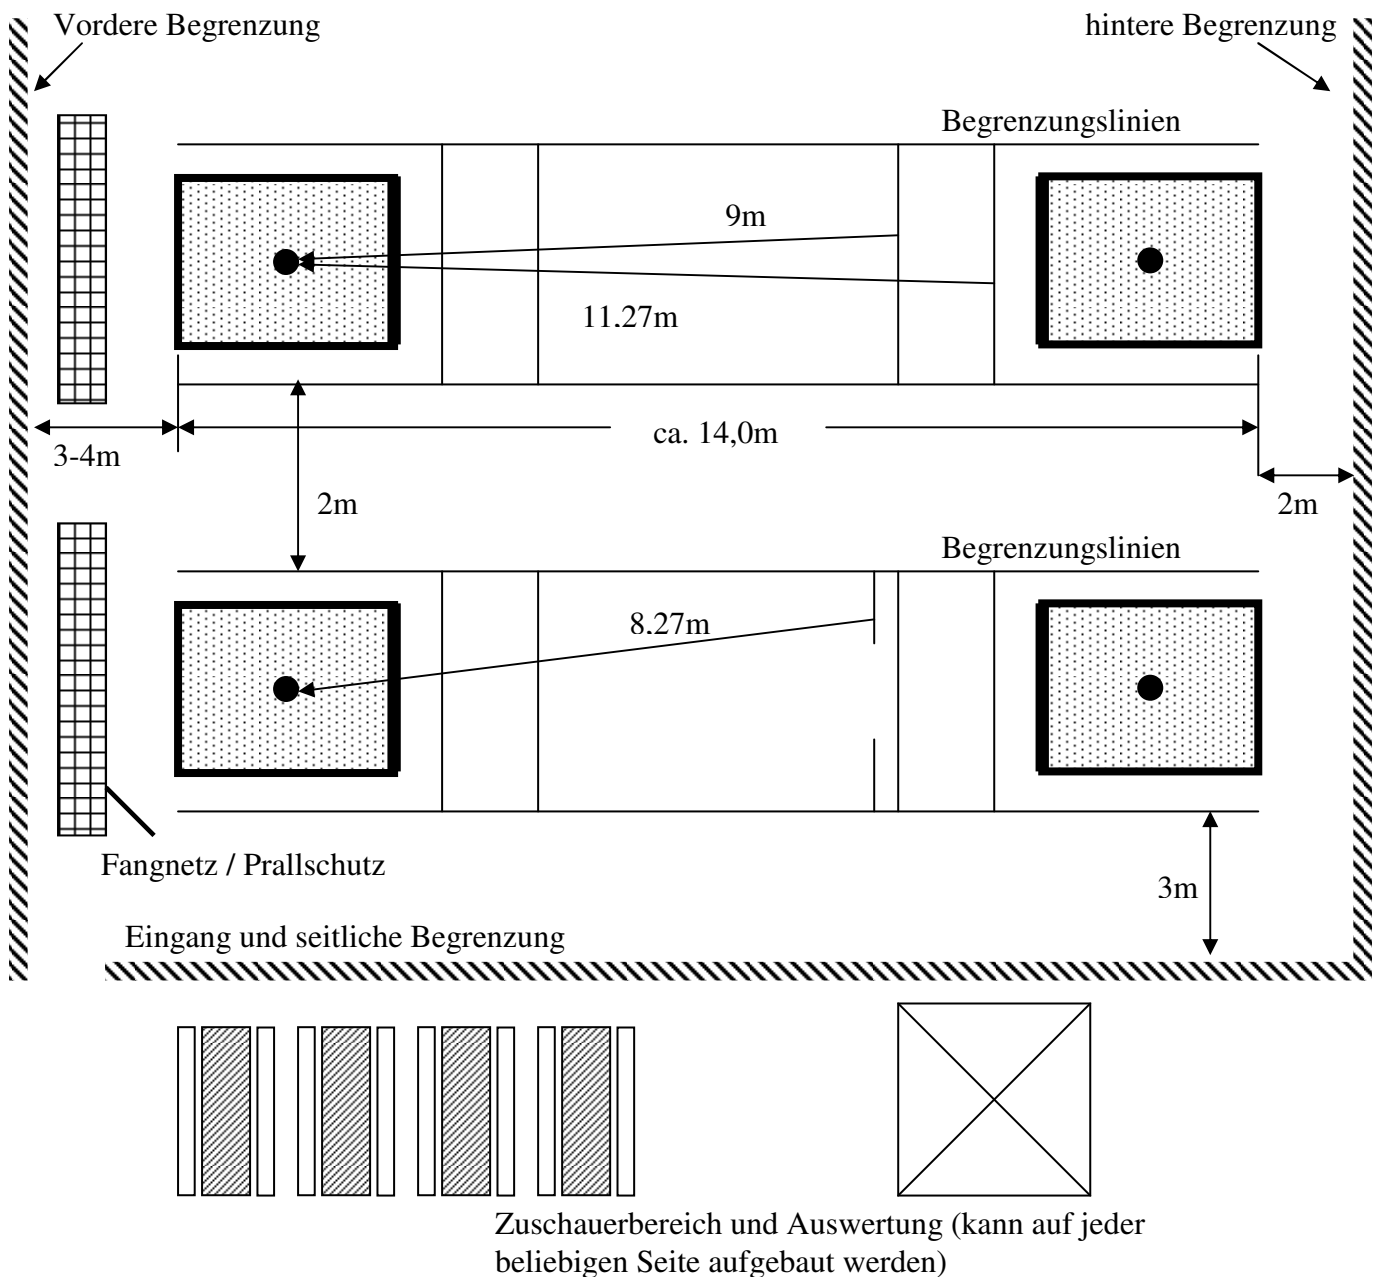 Vordere Begrenzung
hintere Begrenzung
Begrenzungslinien
9m
11,27m
ca. 14,0m
3-4m
2m
2m
Begrenzungslinien
8,27m
Fangnetz / Prallschutz
3m
Eingang und seitliche Begrenzung
Zuschauerbereich und Auswertung (kann auf jeder
beliebigen Seite aufgebaut werden)